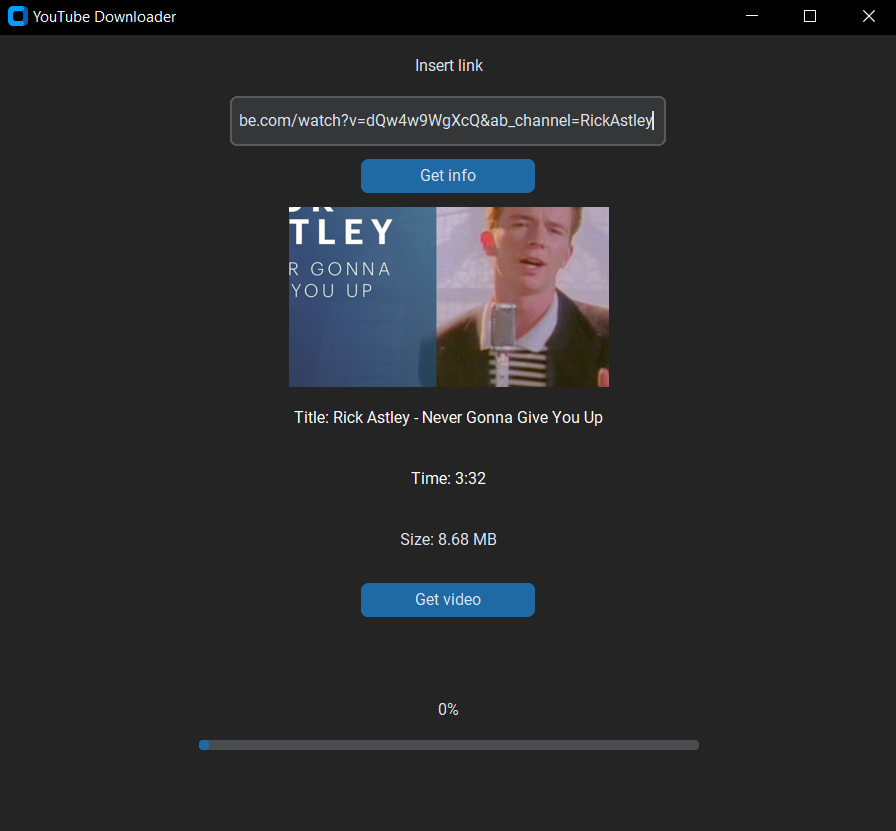 YouTube Downloader
Insert link
be.com/watch?v=dQw4w9WgXcQ&ab_channel=RickAstley
Get info
TLEY
R GONNA
YOU UP
Title: Rick Astley - Never Gonna Give You Up
Time: 3:32
Size: 8.68 MB
Get video
0%